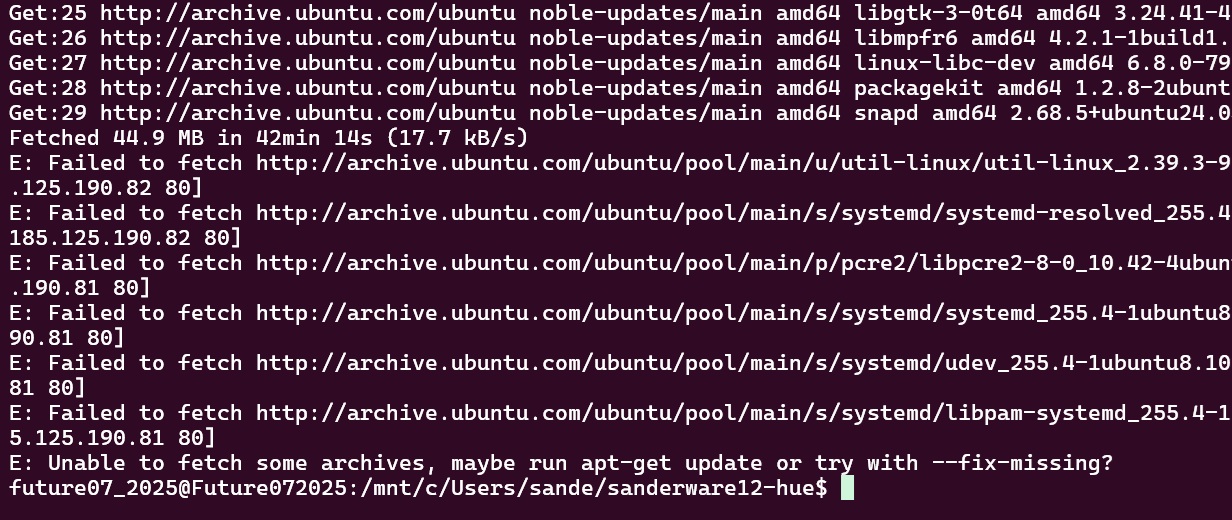 Get:25 http://archive.ubuntu.com/ubuntu noble-updates/main amd64 libgtk-3-0t64 amd64 3.24.41-4
Get:26 http://archive.ubuntu.com/ubuntu noble-updates/main amd64 libmpfr6 amd64 4.2.1-1build1.
Get:27 http://archive.ubuntu.com/ubuntu noble-updates/main amd64 linux-libc-dev amd64 6.8.0-79
Get:28 http://archive.ubuntu.com/ubuntu noble-updates/main amd64 packagekit amd64 1.2.8-2ubunt
Get:29 http://archive.ubuntu.com/ubuntu noble-updates/main amd64 snapd amd64 2.68.5+ubuntu24.0
Fetched 44.9 MB in 42min 14s (17.7 kB/s)
E: Failed to fetch http://archive.ubuntu.com/ubuntu/pool/main/u/util-linux/util-linux_2.39.3-9
.125.190.82 80]
E: Failed to fetch http://archive.ubuntu.com/ubuntu/pool/main/s/systemd/systemd-resolved_255.4
185.125.190.82 80]
E: Failed to fetch http://archive.ubuntu.com/ubuntu/pool/main/p/pcre2/libpcre2-8-0_10.42-4ubun
.190.81 80]
E: Failed to fetch http://archive.ubuntu.com/ubuntu/pool/main/s/systemd/systemd_255.4-1ubuntu8
90.81 80]
E: Failed to fetch http://archive.ubuntu.com/ubuntu/pool/main/s/systemd/udev_255.4-1ubuntu8.10
81 80]
E: Failed to fetch http://archive.ubuntu.com/ubuntu/pool/main/s/systemd/libpam-systemd_255.4-1
5.125.190.81 80]
E: Unable to fetch some archives, maybe run apt-get update or try with --fix-missing?
future07_2025@Future072025:/mnt/c/Users/sande/sanderware12-hue$